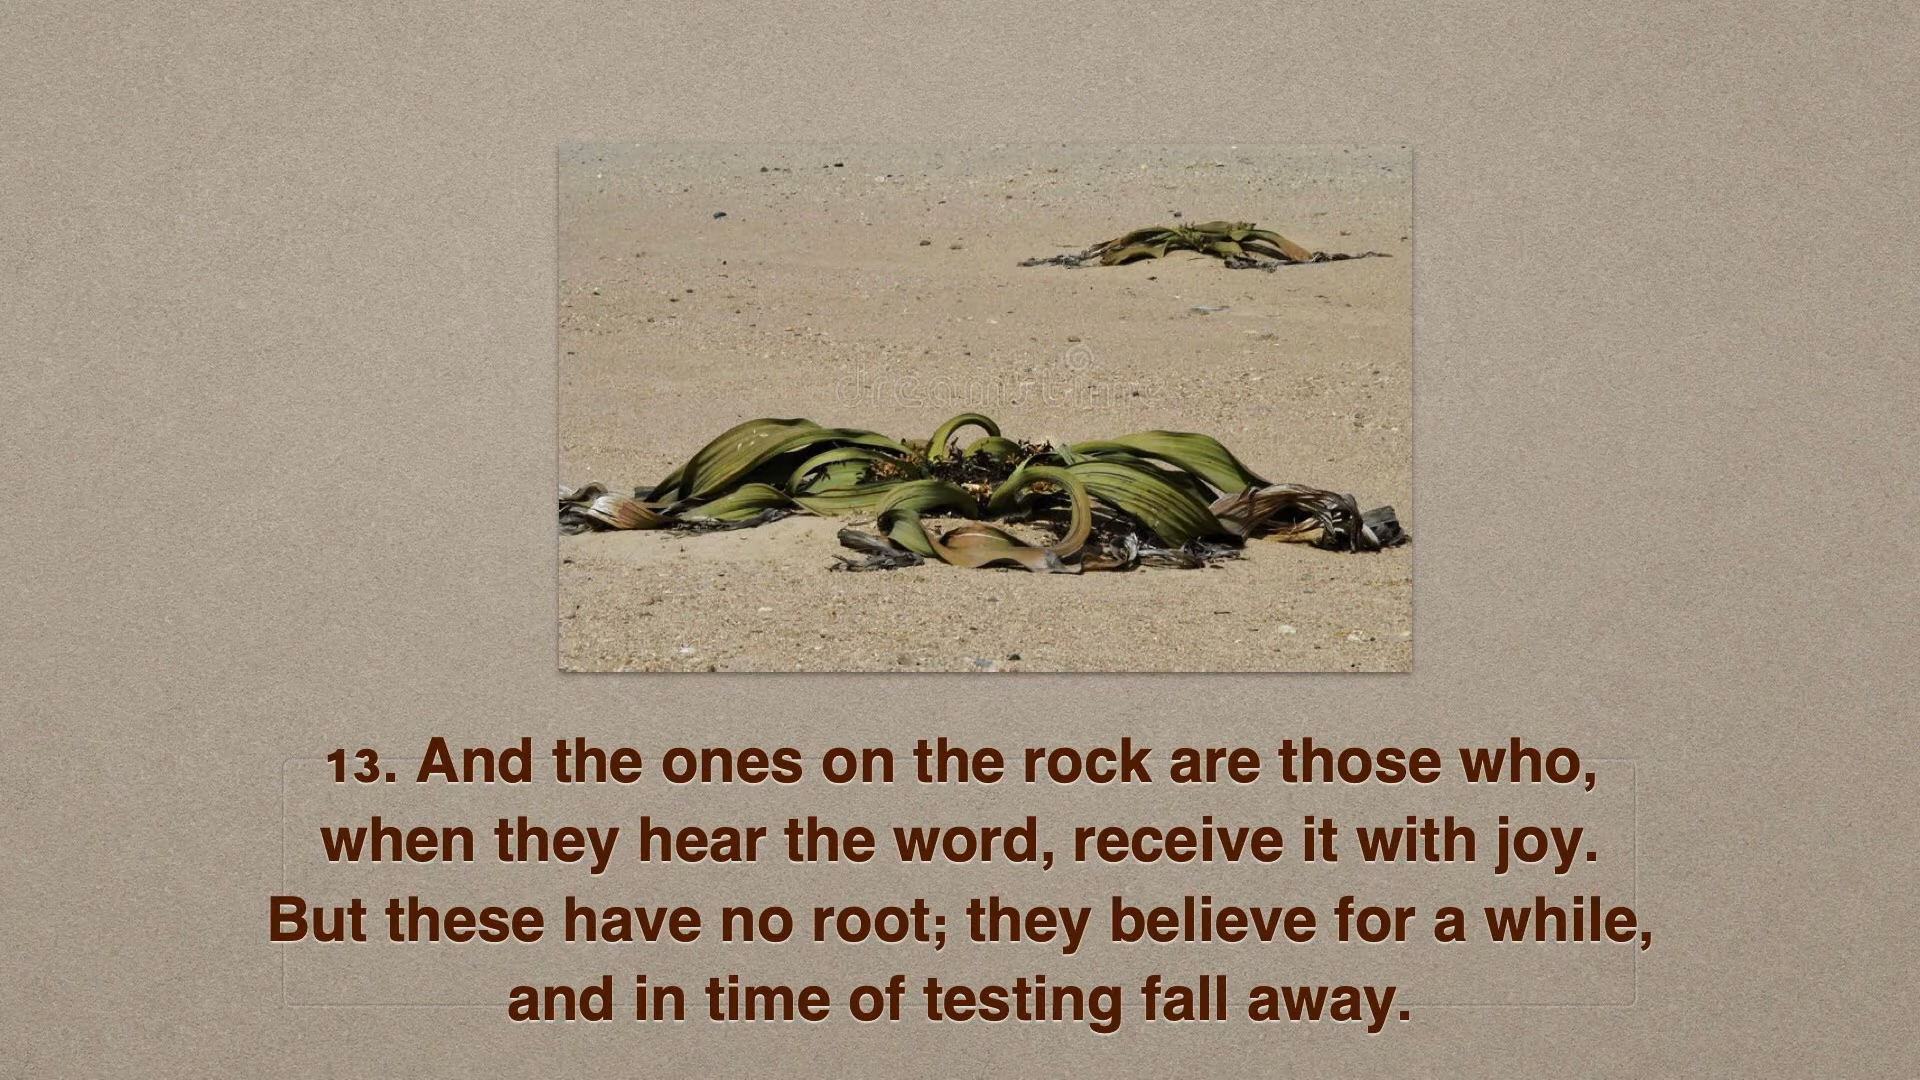 dreamstime
13. And the ones on the rock are those who,
when they hear the word, receive it with joy.
But these have no root; they believe for a while,
and in time of testing fall away.